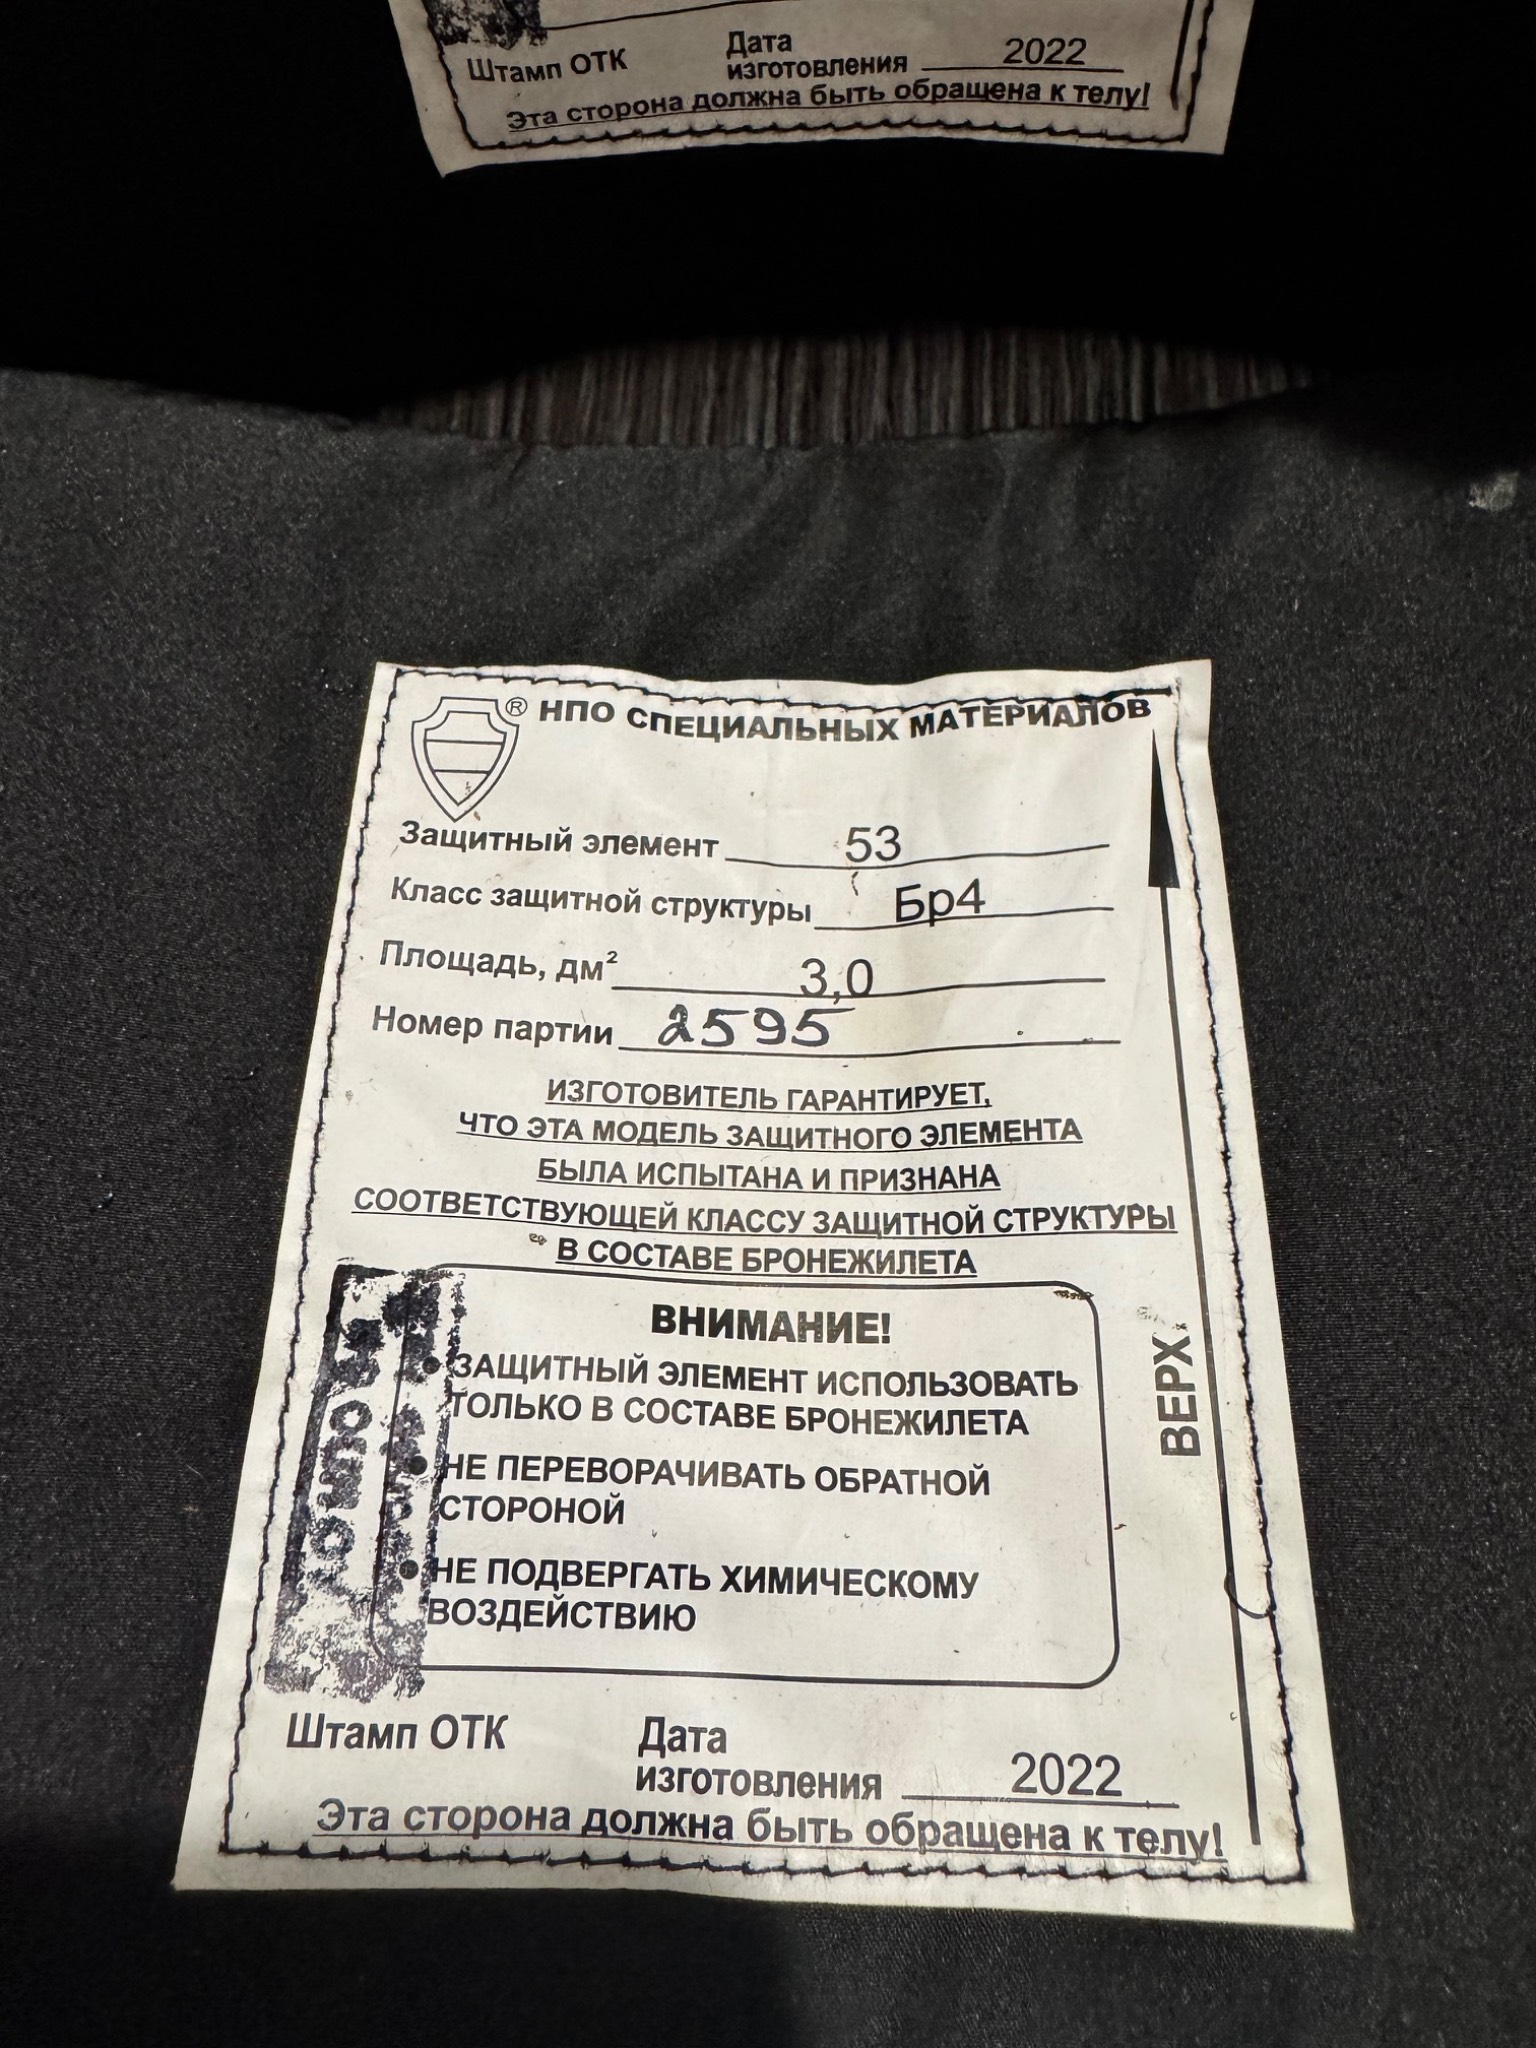 Штамп ОТК
Дата
изготовления 2022
Эта сторона должна быть обращена к телу!
® НПО СПЕЦИАЛЬНЫХ МАТЕРИАЛОВ
Защитный элемент 53
Класс защитной структуры Бр4
Площадь, дм² 3,0
Номер партии 2595
ИЗГОТОВИТЕЛЬ ГАРАНТИРУЕТ,
ЧТО ЭТА МОДЕЛЬ ЗАЩИТНОГО ЭЛЕМЕНТА
БЫЛА ИСПЫТАНА И ПРИЗНАНА
СООТВЕТСТВУЮЩЕЙ КЛАССУ ЗАЩИТНОЙ СТРУКТУРЫ
В СОСТАВЕ БРОНЕЖИЛЕТА
ВНИМАНИЕ!
• ЗАЩИТНЫЙ ЭЛЕМЕНТ ИСПОЛЬЗОВАТЬ
ТОЛЬКО В СОСТАВЕ БРОНЕЖИЛЕТА
• НЕ ПЕРЕВОРАЧИВАТЬ ОБРАТНОЙ
СТОРОНОЙ
• НЕ ПОДВЕРГАТЬ ХИМИЧЕСКОМУ
ВОЗДЕЙСТВИЮ
ВЕРХ
Штамп ОТК
Дата
изготовления 2022
Эта сторона должна быть обращена к телу!